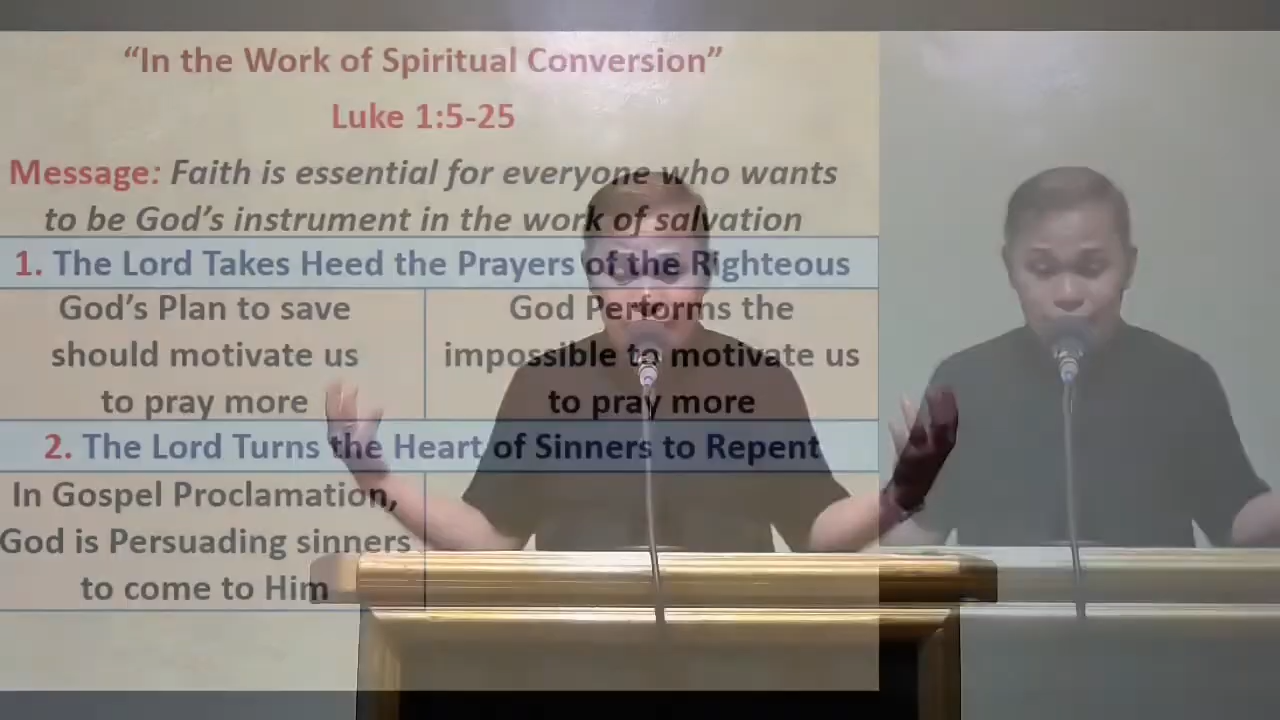 “In the Work of Spiritual Conversion”
Luke 1:5-25
Message: Faith is essential for everyone who wants
to be God’s instrument in the work of salvation
1. The Lord Takes Heed the Prayers of the Righteous
God’s Plan to save
should motivate us
to pray more
God Performs the
impossible to motivate us
to pray more
2. The Lord Turns the Heart of Sinners to Repent
In Gospel Proclamation,
God is Persuading sinners
to come to Him